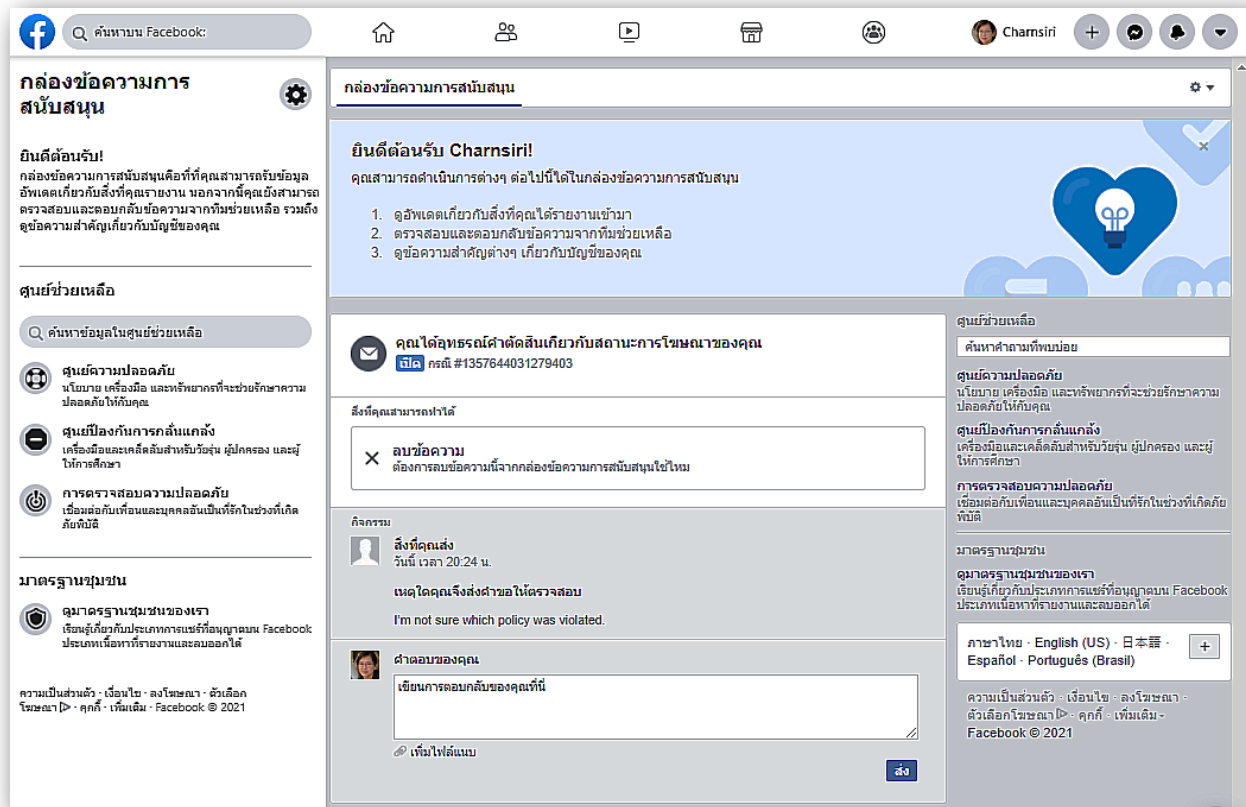 ค้นหาบน Facebook:
Charnsiri
กล่องข้อความการ
สนับสนุน
ยินดีต้อนรับ!
กล่องข้อความการสนับสนุนคือที่ที่คุณสามารถรับข้อมูล
อัพเดตเกี่ยวกับสิ่งที่คุณรายงาน นอกจากนี้คุณยังสามารถ
ตรวจสอบและตอบกลับข้อความจากทีมช่วยเหลือ รวมถึง
ดูข้อความสำคัญเกี่ยวกับบัญชีของคุณ
ศูนย์ช่วยเหลือ
ค้นหาข้อมูลในศูนย์ช่วยเหลือ
ศูนย์ความปลอดภัย
นโยบาย เครื่องมือ และทรัพยากรที่จะช่วยรักษาความ
ปลอดภัยให้กับคุณ
ศูนย์ป้องกันการกลั่นแกล้ง
เครื่องมือและเคล็ดลับสำหรับวัยรุ่น ผู้ปกครอง และผู้
ให้การศึกษา
การตรวจสอบความปลอดภัย
เชื่อมต่อกับเพื่อนและบุคคลอันเป็นที่รักในช่วงที่เกิด
ภัยพิบัติ
มาตรฐานชุมชน
ดูมาตรฐานชุมชนของเรา
เรียนรู้เกี่ยวกับประเภทการแชร์ที่อนุญาตบน Facebook
ประเภทเนื้อหาที่รายงานและลบออกได้
ความเป็นส่วนตัว · เงื่อนไข · ลงโฆษณา · ตัวเลือก
โฆษณา · คุกกี้ · เพิ่มเติม · Facebook © 2021
กล่องข้อความการสนับสนุน
ยินดีต้อนรับ Charnsiri!
คุณสามารถดำเนินการต่างๆ ต่อไปนี้ได้ในกล่องข้อความการสนับสนุน
1. ดูอัพเดตเกี่ยวกับสิ่งที่คุณได้รายงานเข้ามา
2. ตรวจสอบและตอบกลับข้อความจากทีมช่วยเหลือ
3. ดูข้อความสำคัญต่างๆ เกี่ยวกับบัญชีของคุณ
คุณได้อุทธรณ์คำตัดสินเกี่ยวกับสถานะการโฆษณาของคุณ
เปิด กรณี #1357644031279403
สิ่งที่คุณสามารถทำได้
ลบข้อความ
ต้องการลบข้อความนี้จากกล่องข้อความการสนับสนุนใช่ไหม
กิจกรรม
สิ่งที่คุณส่ง
วันนี้ เวลา 20:24 น.
เหตุใดคุณจึงส่งคำขอให้ตรวจสอบ
I'm not sure which policy was violated.
คำตอบของคุณ
เขียนการตอบกลับของคุณที่นี่
เพิ่มไฟล์แนบ
ส่ง
ศูนย์ช่วยเหลือ
ค้นหาคำถามที่พบบ่อย
ศูนย์ความปลอดภัย
นโยบาย เครื่องมือ และทรัพยากรที่จะช่วยรักษาความ
ปลอดภัยให้กับคุณ
ศูนย์ป้องกันการกลั่นแกล้ง
เครื่องมือและเคล็ดลับสำหรับวัยรุ่น ผู้ปกครอง และผู้
ให้การศึกษา
การตรวจสอบความปลอดภัย
เชื่อมต่อกับเพื่อนและบุคคลอันเป็นที่รักในช่วงที่เกิดภัย
พิบัติ
มาตรฐานชุมชน
ดูมาตรฐานชุมชนของเรา
เรียนรู้เกี่ยวกับประเภทการแชร์ที่อนุญาตบน Facebook
ประเภทเนื้อหาที่รายงานและลบออกได้
ภาษาไทย · English (US) · 日本語 ·
Español · Português (Brasil)
ความเป็นส่วนตัว · เงื่อนไข · ลงโฆษณา ·
ตัวเลือกโฆษณา · คุกกี้ · เพิ่มเติม ·
Facebook © 2021